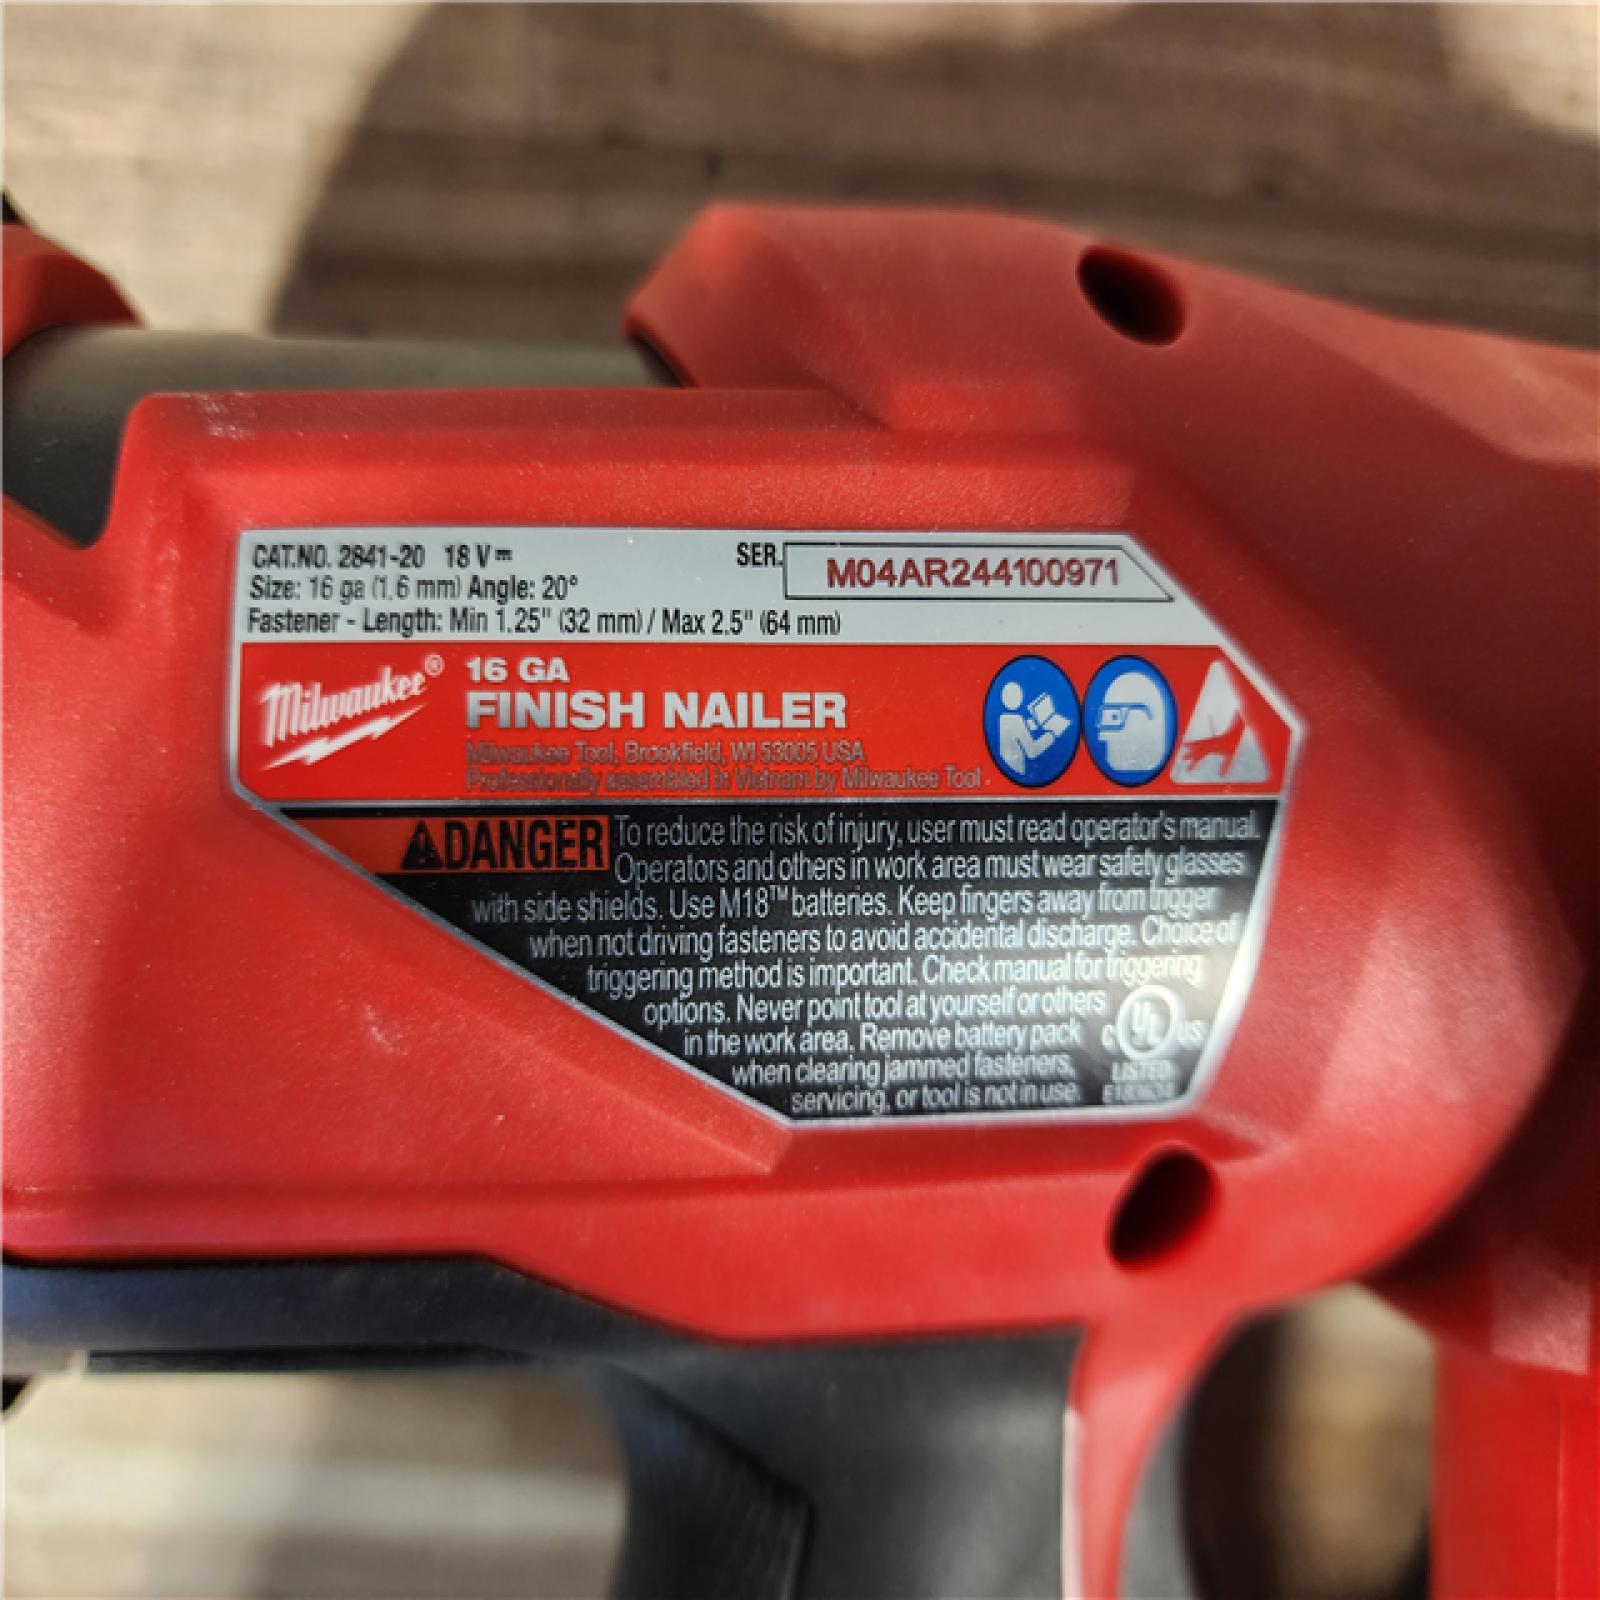 CAT.NO. 2841-20 18 V⎓ SER. M04AR244100971
Size: 16 ga (1.6 mm) Angle: 20°
Fastener - Length: Min 1.25" (32 mm) / Max 2.5" (64 mm)
Milwaukee®
16 GA
FINISH NAILER
Milwaukee Tool, Brookfield, WI 53005 USA
Professionally assembled in Vietnam by Milwaukee Tool
DANGER To reduce the risk of injury, user must read operator's manual.
Operators and others in work area must wear safety glasses
with side shields. Use M18™ batteries. Keep fingers away from trigger
when not driving fasteners to avoid accidental discharge. Choice of
triggering method is important. Check manual for triggering
options. Never point tool at yourself or others
in the work area. Remove battery pack
when clearing jammed fasteners,
servicing, or tool is not in use.
C UL US
LISTED